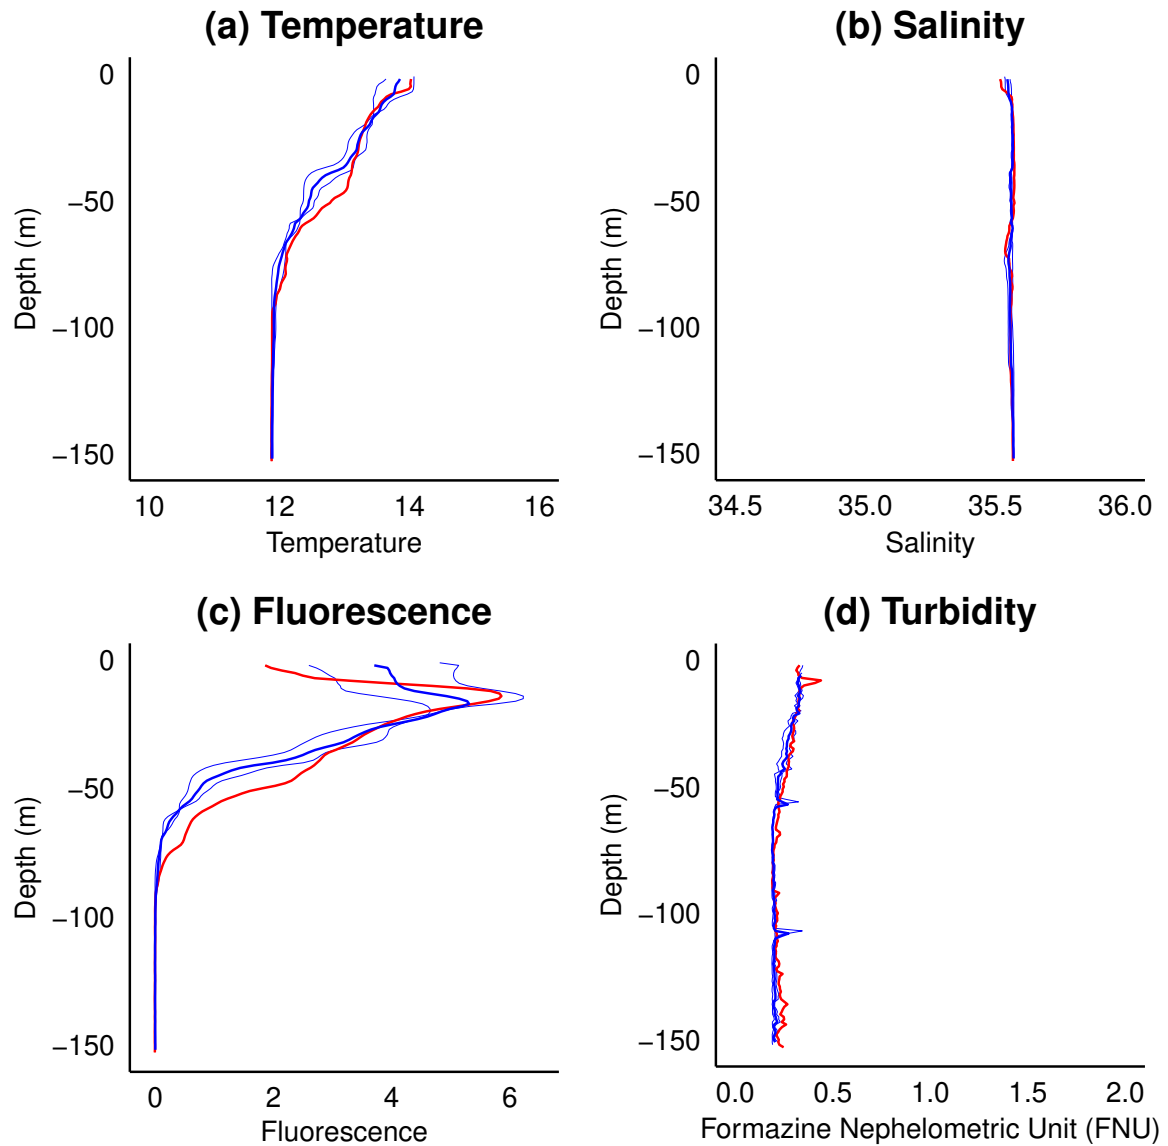 (a) Temperature
0
−50
−100
−150
Depth (m)
10 12 14 16
Temperature
(b) Salinity
0
−50
−100
−150
Depth (m)
34.5 35.0 35.5 36.0
Salinity
(c) Fluorescence
0
−50
−100
−150
Depth (m)
0 2 4 6
Fluorescence
(d) Turbidity
0
−50
−100
−150
Depth (m)
0.0 0.5 1.0 1.5 2.0
Formazine Nephelometric Unit (FNU)